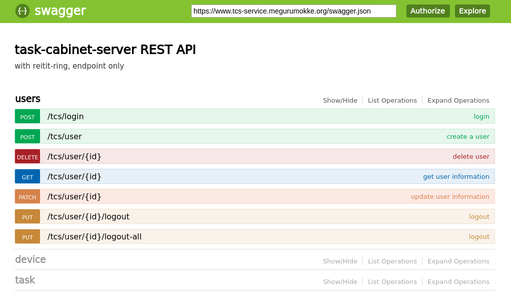 swagger https://www.tcs-service.megurumokke.org/swagger.json Authorize Explore
task-cabinet-server REST API
with reitit-ring, endpoint only
users Show/Hide List Operations Expand Operations
POST /tcs/login login
POST /tcs/user create a user
DELETE /tcs/user/{id} delete user
GET /tcs/user/{id} get user information
PATCH /tcs/user/{id} update user information
PUT /tcs/user/{id}/logout logout
PUT /tcs/user/{id}/logout-all logout
device Show/Hide List Operations Expand Operations
task Show/Hide List Operations Expand Operations